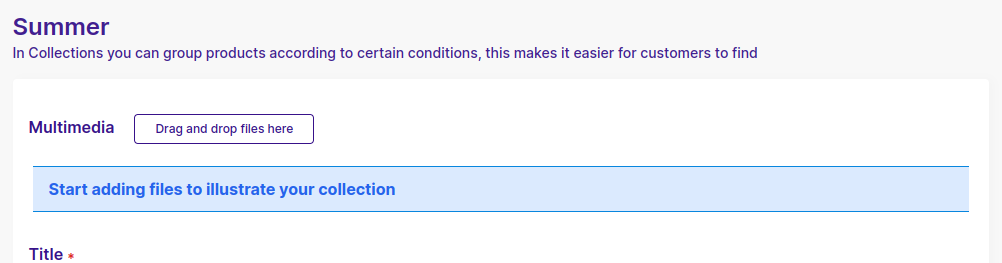 Summer
In Collections you can group products according to certain conditions, this makes it easier for customers to find
Multimedia
Drag and drop files here
Start adding files to illustrate your collection
Title *